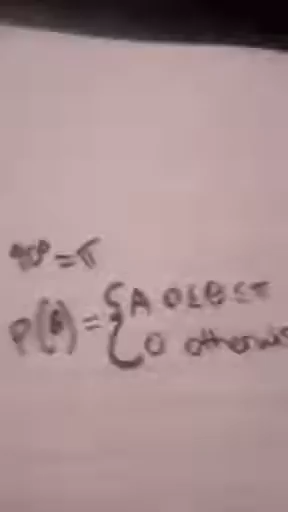 = π
P(θ) = { A 0 ≤ θ ≤ π
0 otherwis